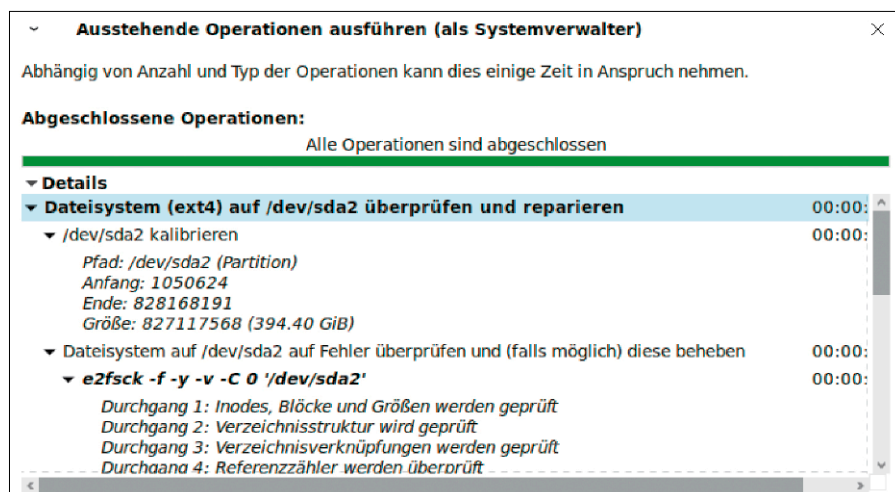 Ausstehende Operationen ausführen (als Systemverwalter)
Abhängig von Anzahl und Typ der Operationen kann dies einige Zeit in Anspruch nehmen.
Abgeschlossene Operationen:
Alle Operationen sind abgeschlossen
Details
Dateisystem (ext4) auf /dev/sda2 überprüfen und reparieren 00:00:
/dev/sda2 kalibrieren 00:00:
Pfad: /dev/sda2 (Partition)
Anfang: 1050624
Ende: 828168191
Größe: 827117568 (394.40 GiB)
Dateisystem auf /dev/sda2 auf Fehler überprüfen und (falls möglich) diese beheben 00:00:
e2fsck -f -y -v -C 0 '/dev/sda2' 00:00:
Durchgang 1: Inodes, Blöcke und Größen werden geprüft
Durchgang 2: Verzeichnisstruktur wird geprüft
Durchgang 3: Verzeichnisverknüpfungen werden geprüft
Durchgang 4: Referenzzähler werden überprüft